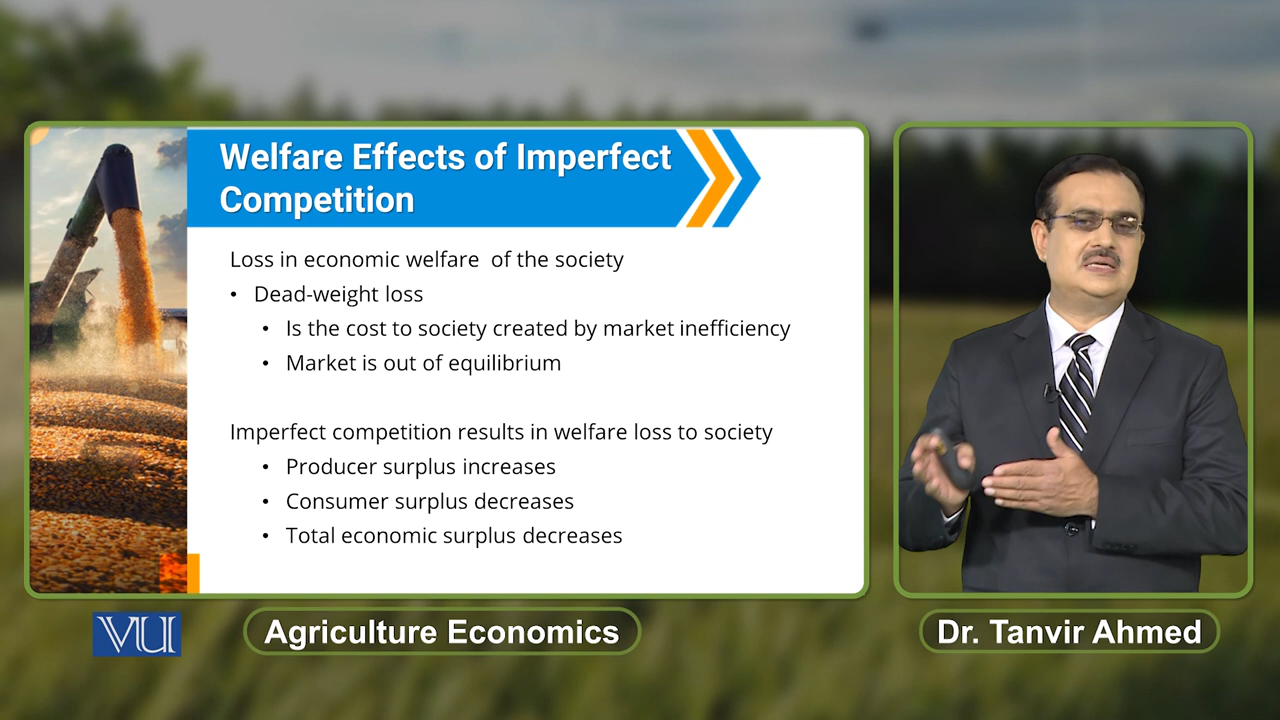 Welfare Effects of Imperfect
Competition
Loss in economic welfare of the society
• Dead-weight loss
• Is the cost to society created by market inefficiency
• Market is out of equilibrium
Imperfect competition results in welfare loss to society
• Producer surplus increases
• Consumer surplus decreases
• Total economic surplus decreases
VU
Agriculture Economics
Dr. Tanvir Ahmed